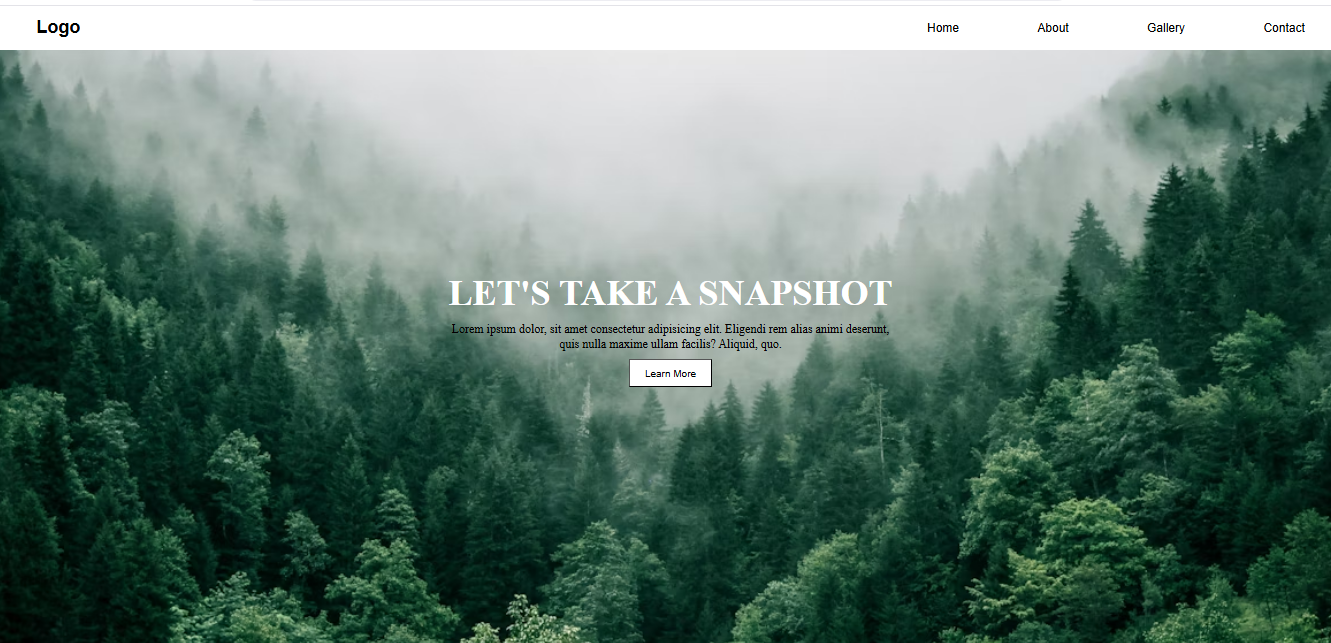 Logo
Home About Gallery Contact
LET'S TAKE A SNAPSHOT
Lorem ipsum dolor, sit amet consectetur adipisicing elit. Eligendi rem alias animi deserunt,
quis nulla maxime ullam facilis? Aliquid, quo.
Learn More